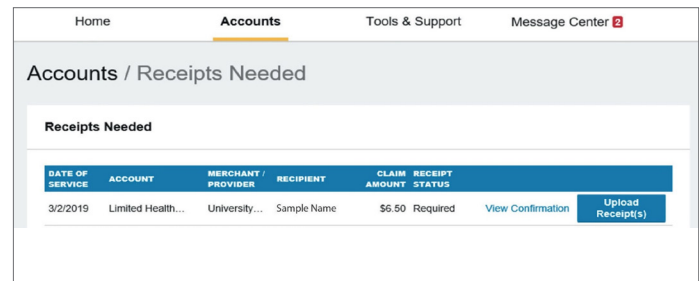 Home Accounts Tools & Support Message Center 2
Accounts / Receipts Needed
Receipts Needed
DATE OF SERVICE ACCOUNT MERCHANT / PROVIDER RECIPIENT CLAIM AMOUNT RECEIPT STATUS
3/2/2019 Limited Health... University... Sample Name $6.50 Required View Confirmation Upload Receipt(s)